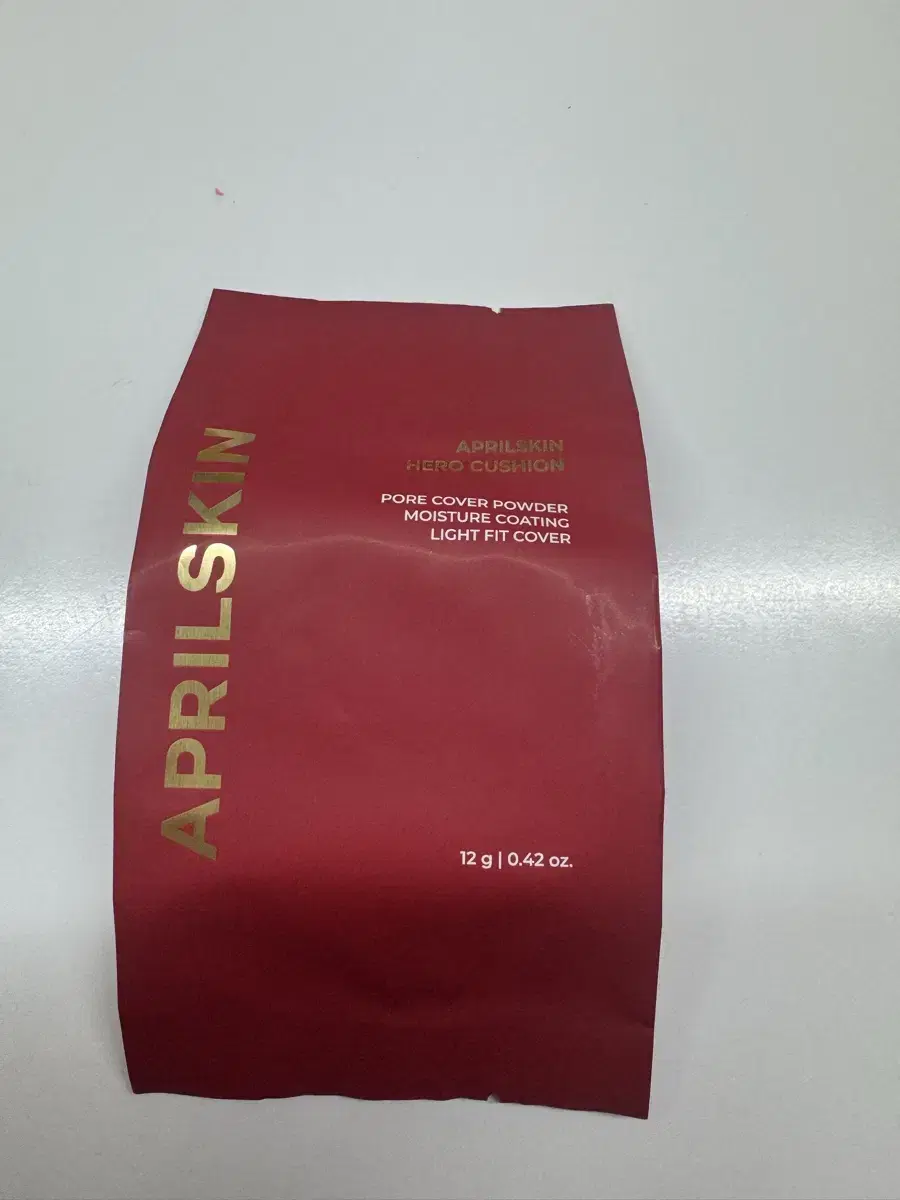 APRILSKIN
APRILSKIN
HERO CUSHION
PORE COVER POWDER
MOISTURE COATING
LIGHT FIT COVER
12 g | 0.42 oz.